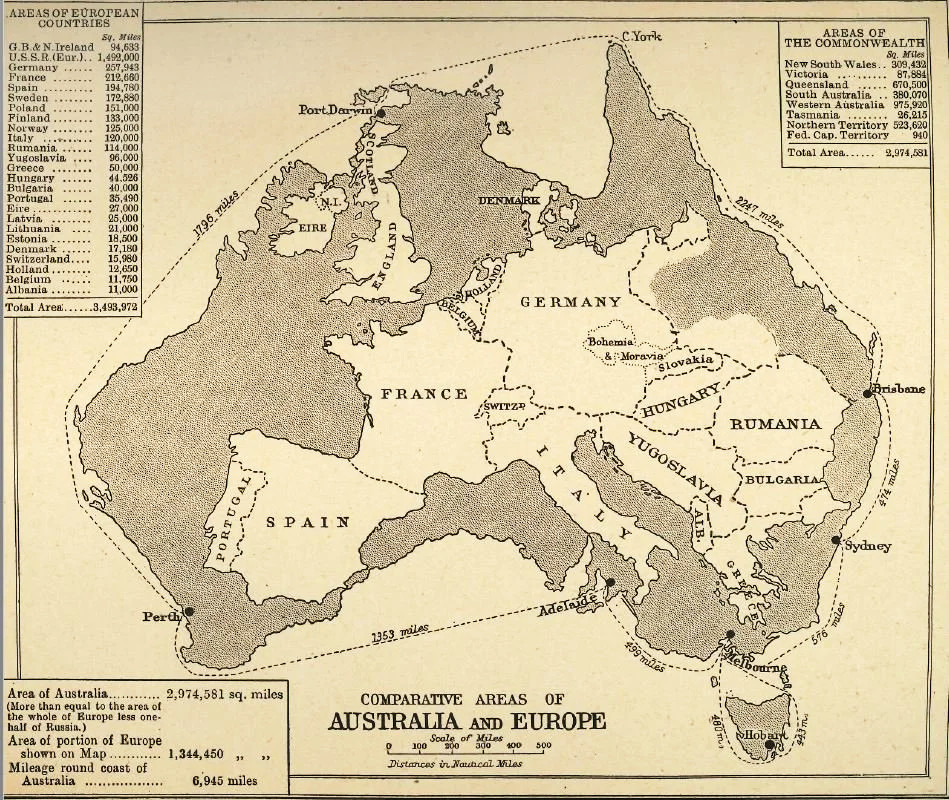 AREAS OF EUROPEAN
COUNTRIES
Sq. Miles
G.B. & N. Ireland 94,633
U.S.S.R. (Eur.).. 1,492,000
Germany ...... 257,943
France ........ 212,660
Spain ........ 194,780
Sweden ....... 172,880
Poland ....... 151,000
Finland ....... 133,000
Norway ....... 125,000
Italy .......... 120,000
Rumania ...... 114,000
Yugoslavia .... 96,000
Greece ........ 50,000
Hungary ...... 44,526
Bulgaria ...... 40,000
Portugal ...... 35,490
Eire .......... 27,000
Latvia ........ 25,000
Lithuania ..... 21,000
Estonia ....... 18,500
Denmark ...... 17,180
Switzerland.... 15,980
Holland ....... 12,650
Belgium ...... 11,750
Albania ....... 11,000
Total Area...... 3,493,972
AREAS OF
THE COMMONWEALTH
Sq. Miles
New South Wales.. 309,432
Victoria .......... 87,884
Queensland ...... 670,500
South Australia .. 380,070
Western Australia 975,920
Tasmania ........ 26,215
Northern Territory 523,620
Fed. Cap. Territory 940
Total Area...... 2,974,581
C. York
Port Darwin
SCOTLAND
N.I.
EIRE
ENGLAND
DENMARK
HOLLAND
BELGIUM
GERMANY
Bohemia
& Moravia
Slovakia
1796 miles
2247 miles
FRANCE
SWITZD
HUNGARY
RUMANIA
Brisbane
ITALY
YUGOSLAVIA
BULGARIA
ALB.
GREECE
474 miles
PORTUGAL
SPAIN
Sydney
Perth
Adelaide
1353 miles
499 miles
576 miles
Melbourne
480 m.
Hobart
Area of Australia............ 2,974,581 sq. miles
(More than equal to the area of
the whole of Europe less one-
half of Russia.)
Area of portion of Europe
shown on Map ........... 1,344,450 „ „
Mileage round coast of
Australia .................. 6,945 miles
COMPARATIVE AREAS OF
AUSTRALIA AND EUROPE
Scale of Miles
0 100 200 300 400 500
Distances in Nautical Miles